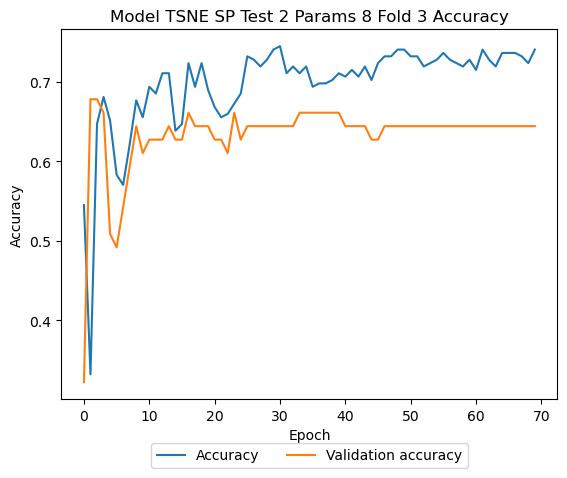 Model TSNE SP Test 2 Params 8 Fold 3 Accuracy
Accuracy
0.7
0.6
0.5
0.4
0 10 20 30 40 50 60 70
Epoch
Accuracy Validation accuracy